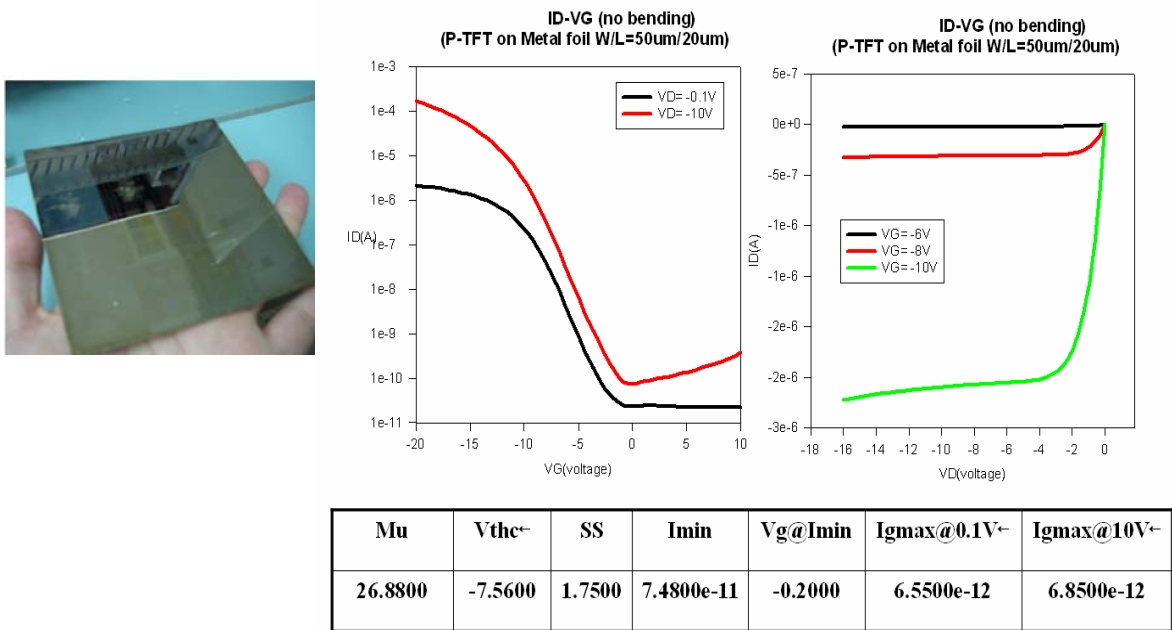 ID-VG (no bending)
(P-TFT on Metal foil W/L=50um/20um)
1e-3
1e-4
1e-5
1e-6
1e-7
1e-8
1e-9
1e-10
1e-11
ID(A)
VD= -0.1V
VD= -10V
-20 -15 -10 -5 0 5 10
VG(voltage)
ID-VG (no bending)
(P-TFT on Metal foil W/L=50um/20um)
5e-7
0e+0
-5e-7
-1e-6
-1e-6
-2e-6
-2e-6
-3e-6
ID(A)
VG= -6V
VG= -8V
VG= -10V
-18 -16 -14 -12 -10 -8 -6 -4 -2 0
VD(voltage)
Mu Vthc← SS Imin Vg@Imin Igmax@0.1V← Igmax@10V←
26.8800 -7.5600 1.7500 7.4800e-11 -0.2000 6.5500e-12 6.8500e-12